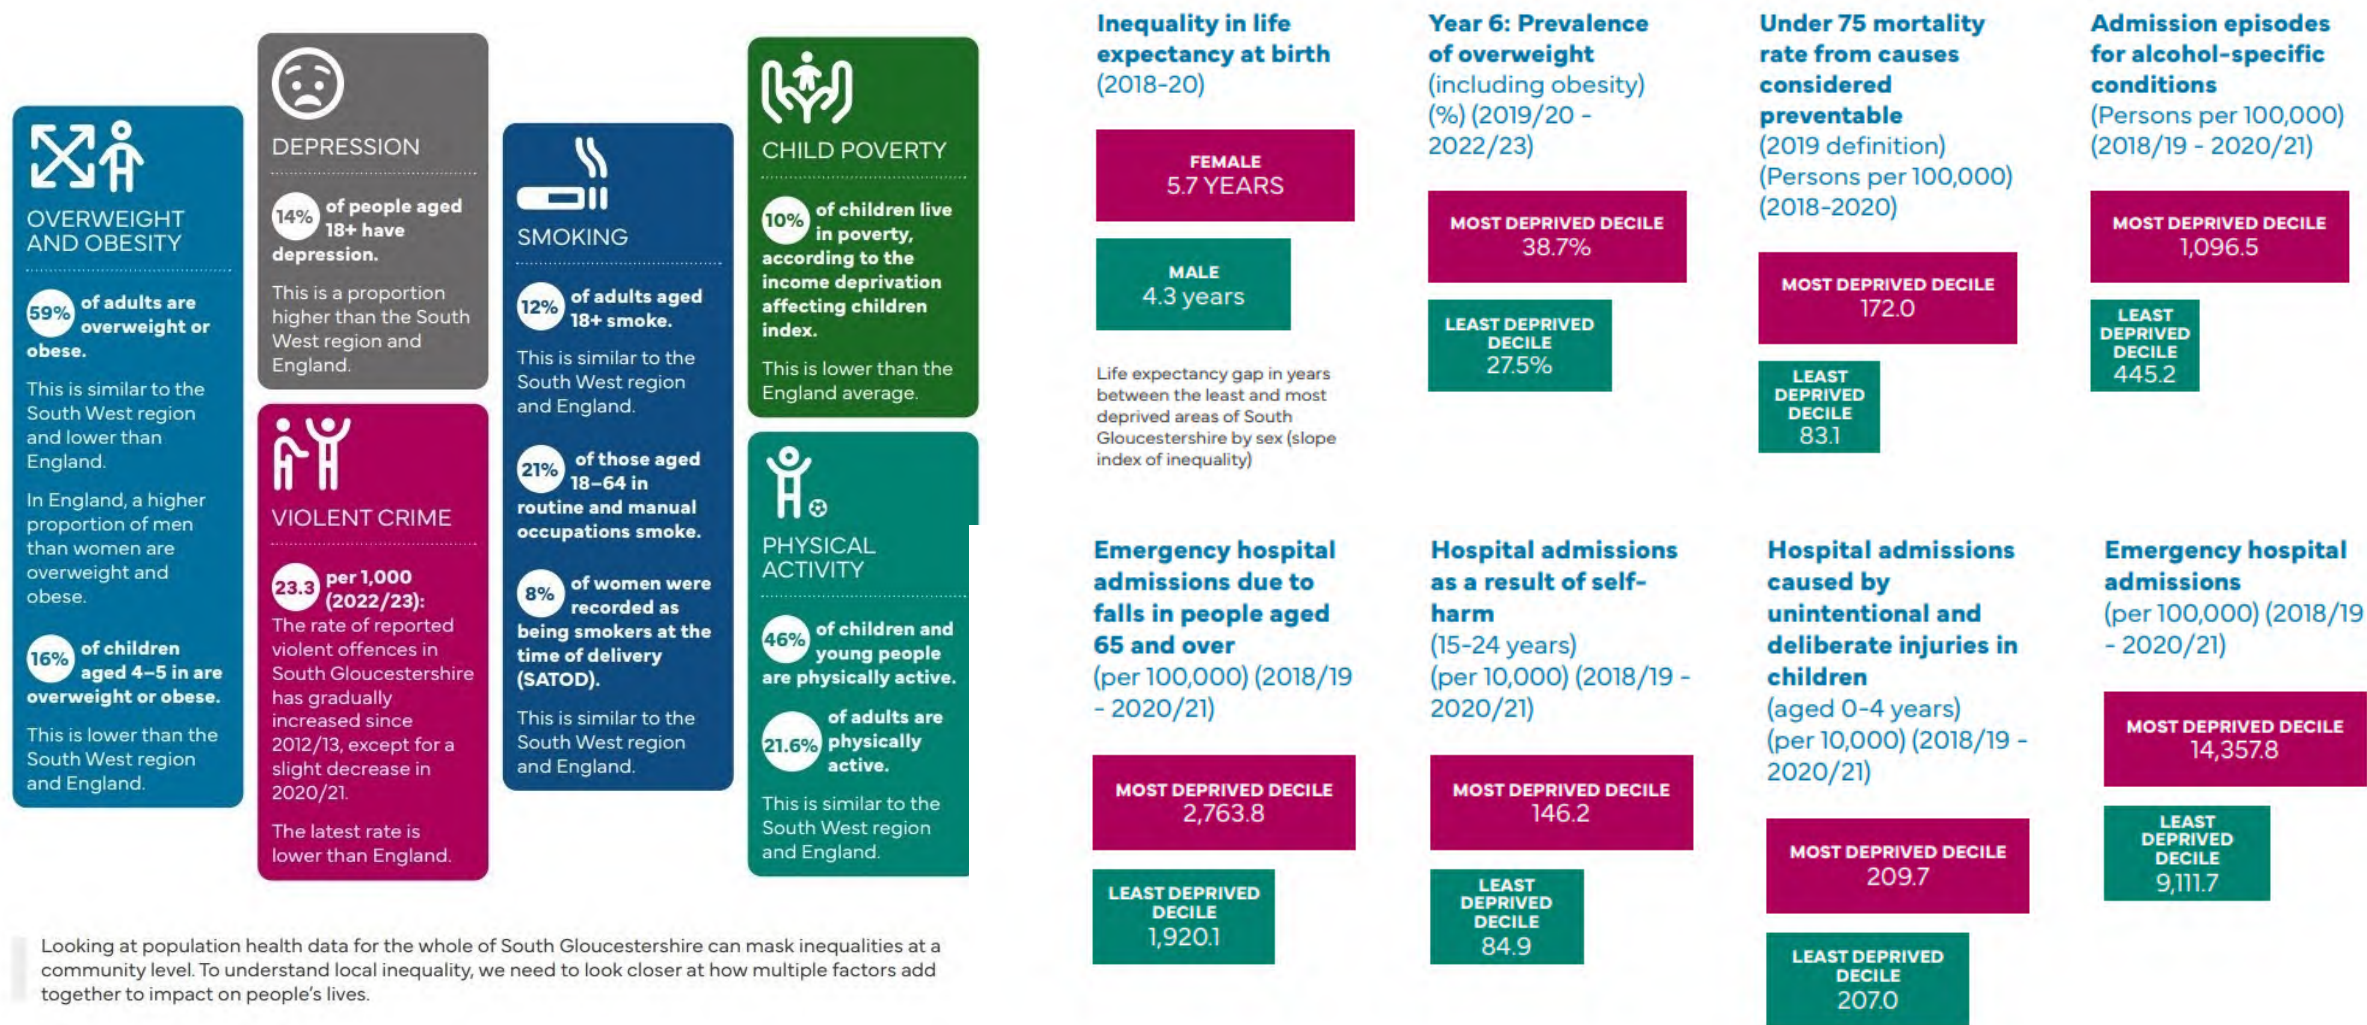 OVERWEIGHT
AND OBESITY
59% of adults are
overweight or
obese.
This is similar to the
South West region
and lower than
England.
In England, a higher
proportion of men
than women are
overweight and
obese.
16% of children
aged 4–5 in are
overweight or obese.
This is lower than the
South West region
and England.
DEPRESSION
14% of people aged
18+ have
depression.
This is a proportion
higher than the South
West region and
England.
VIOLENT CRIME
23.3 per 1,000
(2022/23):
The rate of reported
violent offences in
South Gloucestershire
has gradually
increased since
2012/13, except for a
slight decrease in
2020/21.
The latest rate is
lower than England.
SMOKING
12% of adults aged
18+ smoke.
This is similar to the
South West region
and England.
21% of those aged
18–64 in
routine and manual
occupations smoke.
8% of women were
recorded as
being smokers at the
time of delivery
(SATOD).
This is similar to the
South West region
and England.
CHILD POVERTY
10% of children live
in poverty,
according to the
income deprivation
affecting children
index.
This is lower than the
England average.
PHYSICAL
ACTIVITY
46% of children and
young people
are physically active.
21.6% of adults are
physically
active.
This is similar to the
South West region
and England.
Looking at population health data for the whole of South Gloucestershire can mask inequalities at a
community level. To understand local inequality, we need to look closer at how multiple factors add
together to impact on people's lives.
Inequality in life
expectancy at birth
(2018-20)
FEMALE
5.7 YEARS
MALE
4.3 years
Life expectancy gap in years
between the least and most
deprived areas of South
Gloucestershire by sex (slope
index of inequality)
Year 6: Prevalence
of overweight
(including obesity)
(%) (2019/20 -
2022/23)
MOST DEPRIVED DECILE
38.7%
LEAST DEPRIVED
DECILE
27.5%
Under 75 mortality
rate from causes
considered
preventable
(2019 definition)
(Persons per 100,000)
(2018-2020)
MOST DEPRIVED DECILE
172.0
LEAST
DEPRIVED
DECILE
83.1
Admission episodes
for alcohol-specific
conditions
(Persons per 100,000)
(2018/19 - 2020/21)
MOST DEPRIVED DECILE
1,096.5
LEAST
DEPRIVED
DECILE
445.2
Emergency hospital
admissions due to
falls in people aged
65 and over
(per 100,000) (2018/19
- 2020/21)
MOST DEPRIVED DECILE
2,763.8
LEAST DEPRIVED
DECILE
1,920.1
Hospital admissions
as a result of self-
harm
(15-24 years)
(per 10,000) (2018/19 -
2020/21)
MOST DEPRIVED DECILE
146.2
LEAST
DEPRIVED
DECILE
84.9
Hospital admissions
caused by
unintentional and
deliberate injuries in
children
(aged 0-4 years)
(per 10,000) (2018/19 -
2020/21)
MOST DEPRIVED DECILE
209.7
LEAST DEPRIVED
DECILE
207.0
Emergency hospital
admissions
(per 100,000) (2018/19
- 2020/21)
MOST DEPRIVED DECILE
14,357.8
LEAST
DEPRIVED
DECILE
9,111.7